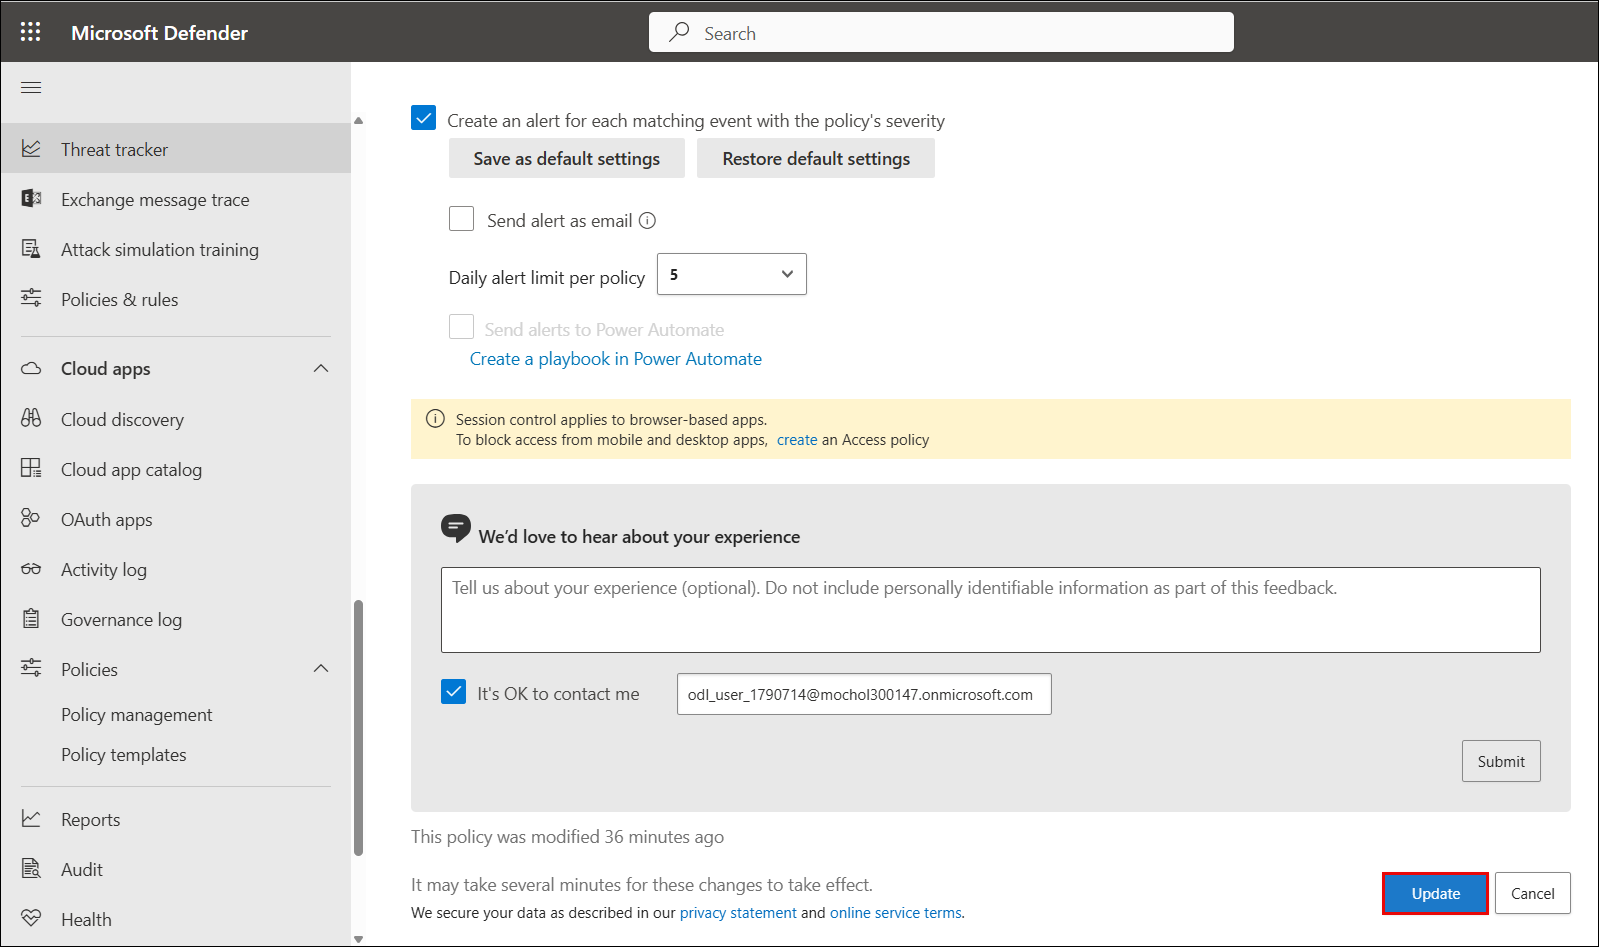 Microsoft Defender
Search
Threat tracker
Exchange message trace
Attack simulation training
Policies & rules
Cloud apps
Cloud discovery
Cloud app catalog
OAuth apps
Activity log
Governance log
Policies
Policy management
Policy templates
Reports
Audit
Health
Create an alert for each matching event with the policy's severity
Save as default settings
Restore default settings
Send alert as email
Daily alert limit per policy
5
Send alerts to Power Automate
Create a playbook in Power Automate
Session control applies to browser-based apps.
To block access from mobile and desktop apps, create an Access policy
We’d love to hear about your experience
Tell us about your experience (optional). Do not include personally identifiable information as part of this feedback.
It's OK to contact me
odl_user_1790714@mochol300147.onmicrosoft.com
Submit
This policy was modified 36 minutes ago
It may take several minutes for these changes to take effect.
We secure your data as described in our privacy statement and online service terms.
Update
Cancel